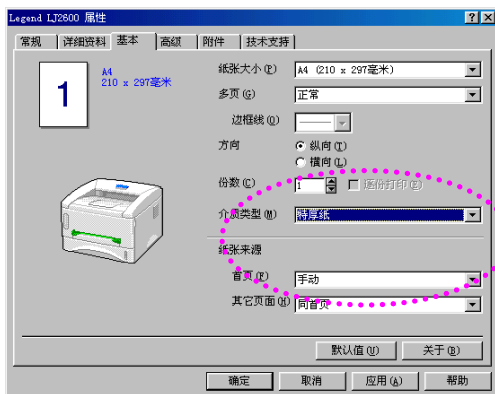 Legend LJ2600 属性
常规 详细资料 基本 高级 附件 技术支持
1
A4
210 x 297毫米
纸张大小(P) A4 (210 x 297毫米)
多页(G) 正常
边框线(O)
方向 纵向(T)
横向(L)
份数(C) 1 逐份打印(E)
介质类型(M) 特厚纸
纸张来源
首页(F) 手动
其它页面(H) 同首页
默认值(U) 关于(B)
确定 取消 应用(A) 帮助